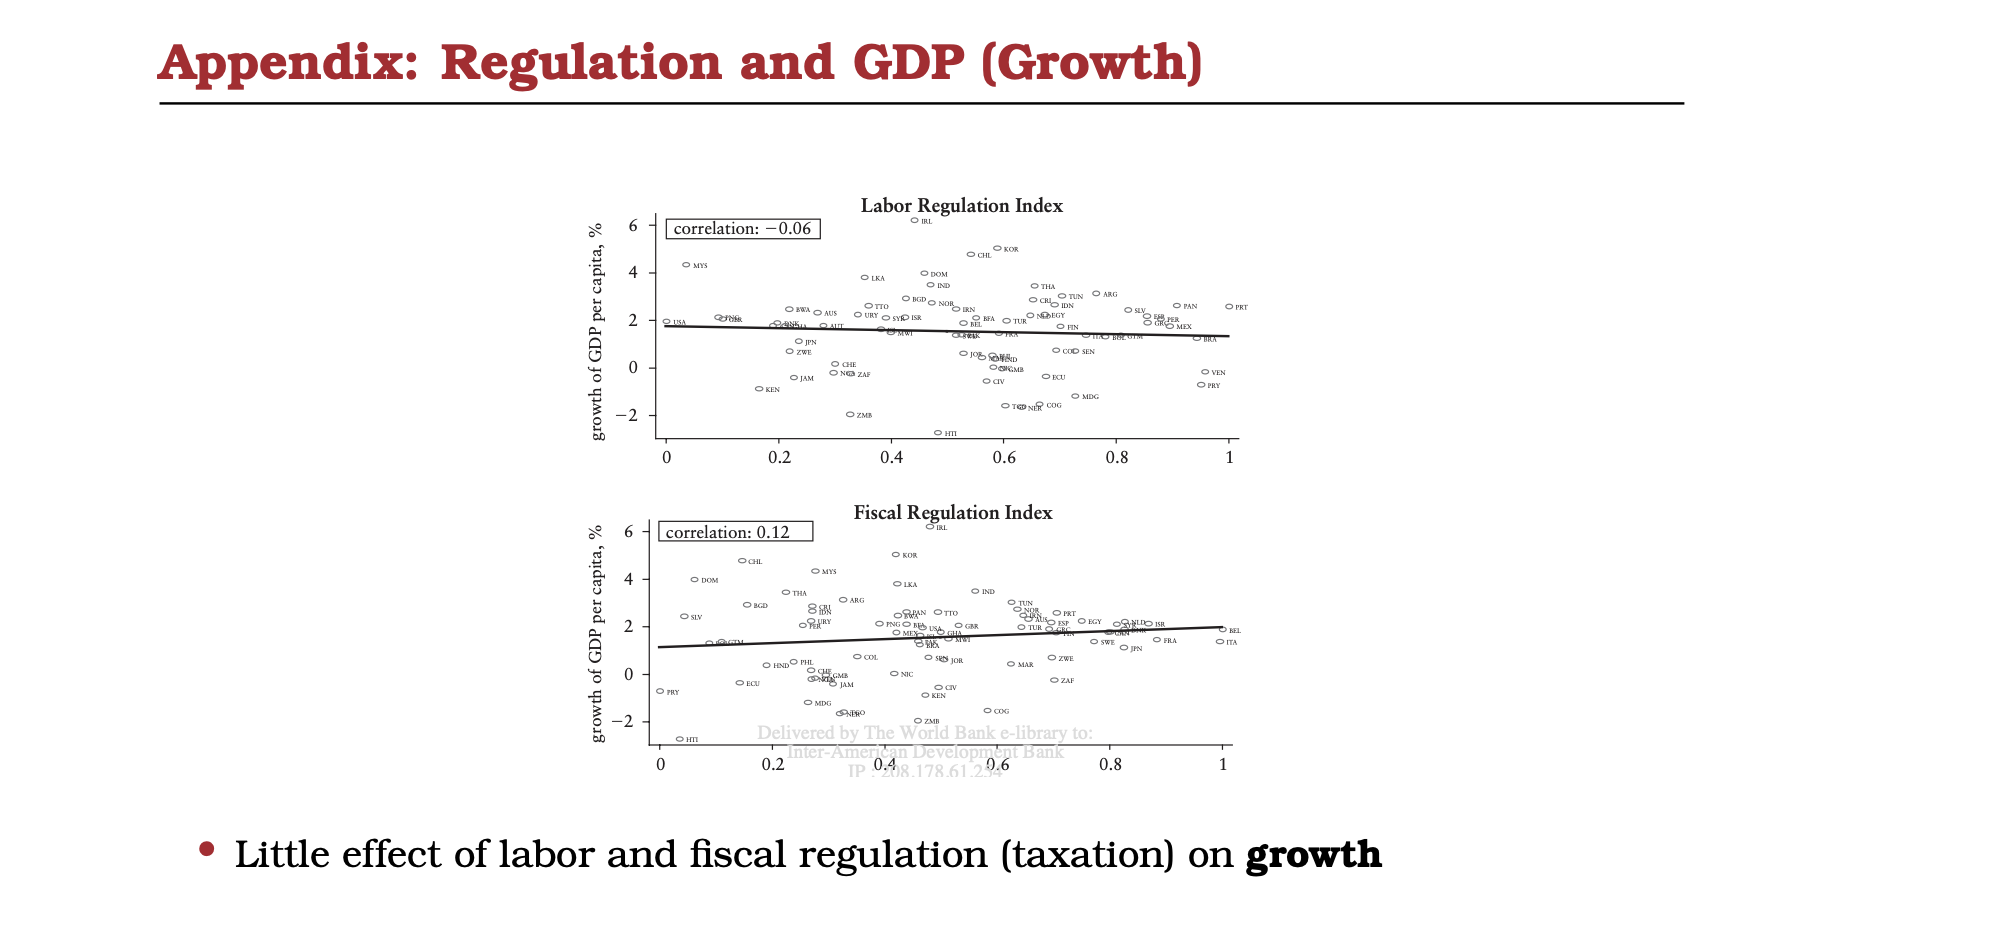 Appendix: Regulation and GDP (Growth)
Labor Regulation Index
correlation: −0.06
growth of GDP per capita, %
6
4
2
0
−2
IRL
KOR
CHL
MYS
DOM
LKA
IND
THA
TUN
ARG
BGD
NOR
CRI
IDN
PAN
PRT
BWA
AUS
TTO
URY
SYR
ISR
IRN
BFA
BEL
TUR
EGY
FIN
SLV
ESP
PER
MEX
USA
AUT
MWI
FRA
BOL
GTM
BRA
JPN
ZWE
JOR
HND
COL
SEN
CHE
ZAF
GMB
JAM
KEN
CIV
ECU
VEN
PRY
MDG
NER
COG
ZMB
HTI
0
0.2
0.4
0.6
0.8
1
Fiscal Regulation Index
correlation: 0.12
growth of GDP per capita, %
6
4
2
0
−2
IRL
KOR
CHL
MYS
DOM
LKA
IND
THA
ARG
BGD
CRI
IDN
TUN
NOR
SLV
URY
PER
PAN
BWA
TTO
PRT
PNG
BFA
USA
GBR
AUS
ESP
EGY
NLD
ISR
BEL
TUR
MEX
GHA
MWI
GTM
PAK
BRA
SWE
FRA
ITA
JPN
COL
PHL
HND
JOR
MAR
ZWE
CHE
GMB
NIC
ZAF
ECU
JAM
CIV
KEN
PRY
MDG
TGO
COG
ZMB
HTI
0
0.2
0.4
0.6
0.8
1
Delivered by The World Bank e-library to:
Inter-American Development Bank
IP : 208.178.61.234
• Little effect of labor and fiscal regulation (taxation) on growth